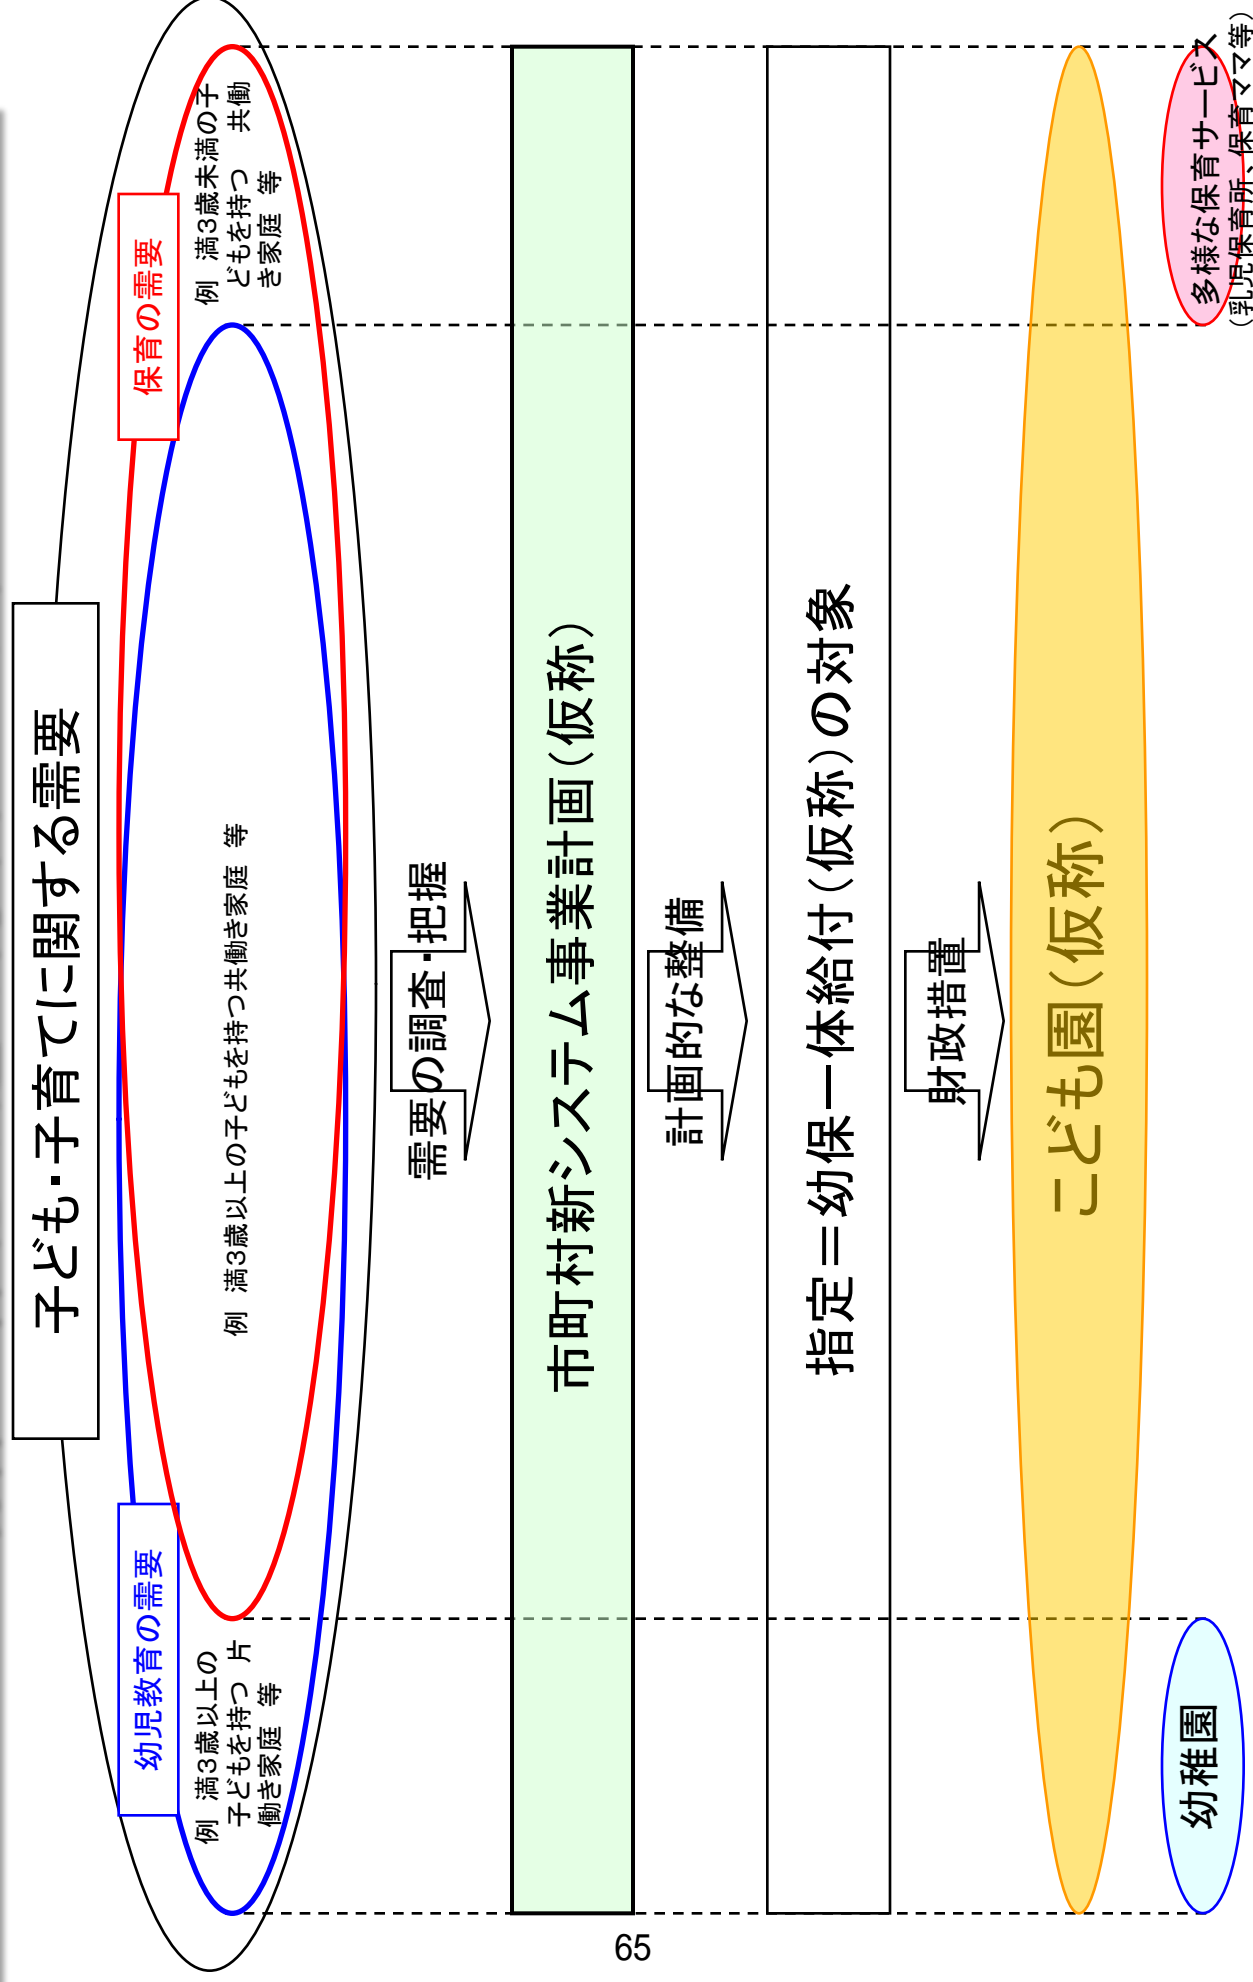 子ども・子育てに関する需要
幼児教育の需要
保育の需要
例 満3歳以上の
子どもを持つ 片
働き家庭 等
例 満3歳以上の子どもを持つ共働き家庭 等
例 満3歳未満の子
どもを持つ 共働
き家庭 等
需要の調査・把握
市町村新システム事業計画(仮称)
計画的な整備
指定＝幼保一体給付(仮称)の対象
財政措置
こども園(仮称)
幼稚園
多様な保育サービス
(乳児保育所、保育ママ等)
65